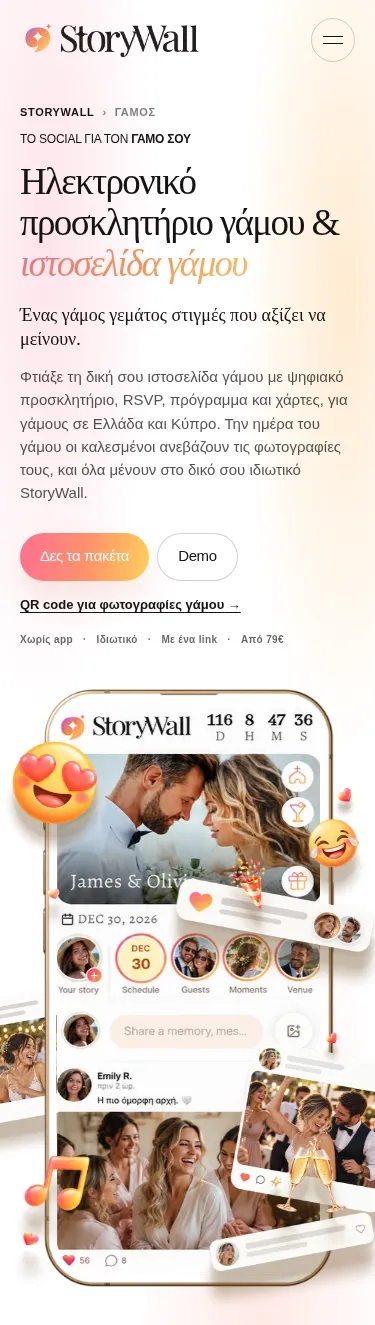 StoryWall
STORYWALL › ΓΑΜΟΣ
ΤΟ SOCIAL ΓΙΑ ΤΟΝ ΓΑΜΟ ΣΟΥ
Ηλεκτρονικό
προσκλητήριο γάμου &
ιστοσελίδα γάμου
Ένας γάμος γεμάτος στιγμές που αξίζει να
μείνουν.
Φτιάξε τη δική σου ιστοσελίδα γάμου με ψηφιακό
προσκλητήριο, RSVP, πρόγραμμα και χάρτες, για
γάμους σε Ελλάδα και Κύπρο. Την ημέρα του
γάμου οι καλεσμένοι ανεβάζουν τις φωτογραφίες
τους, και όλα μένουν στο δικό σου ιδιωτικό
StoryWall.
Δες τα πακέτα
Demo
QR code για φωτογραφίες γάμου →
Χωρίς app · Ιδιωτικό · Με ένα link · Από 79€
StoryWall
116 8 47 36
D H M S
James & Olivi
DEC 30, 2026
DEC
30
Your story Schedule Guests Moments Venue
Share a memory, mes...
Emily R.
πριν 2 ώρ.
Η πιο όμορφη αρχή. 🤍
56 8